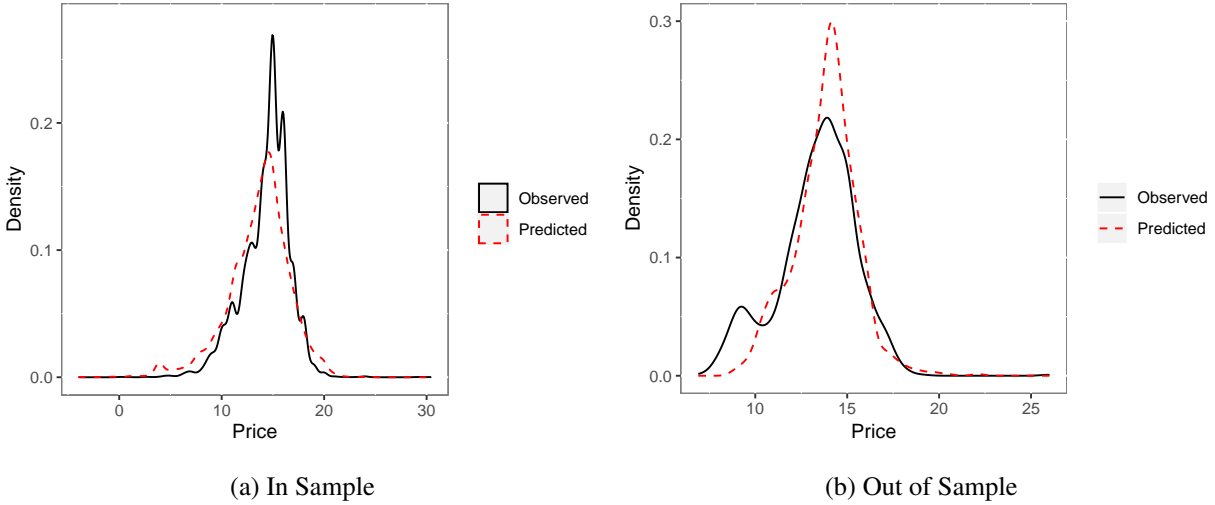 0.2
0.1
0.0
Density
0
10
20
30
Price
Observed
Predicted
(a) In Sample
0.3
0.2
0.1
0.0
Density
10
15
20
25
Price
Observed
Predicted
(b) Out of Sample